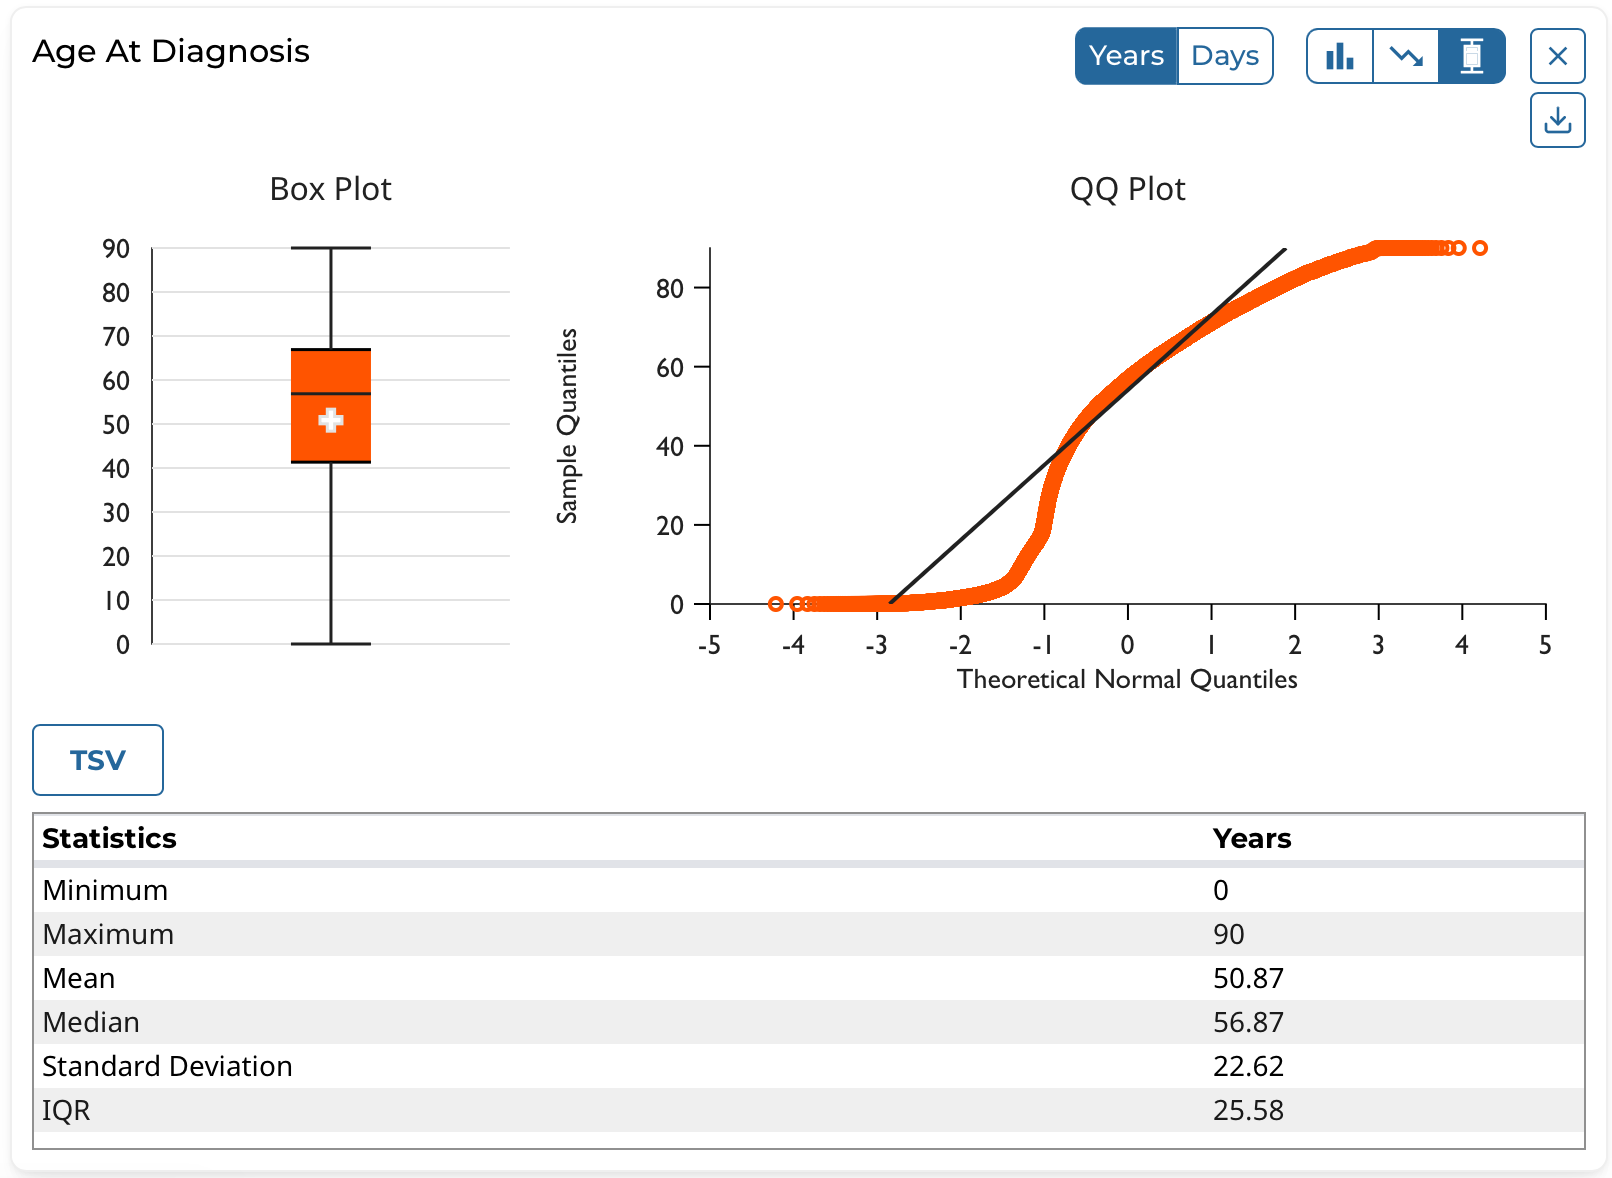 Age At Diagnosis
Years Days
Box Plot
90
80
70
60
50
40
30
20
10
0
QQ Plot
Sample Quantiles
80
60
40
20
0
-5 -4 -3 -2 -1 0 1 2 3 4 5
Theoretical Normal Quantiles
TSV
Statistics Years
Minimum 0
Maximum 90
Mean 50.87
Median 56.87
Standard Deviation 22.62
IQR 25.58